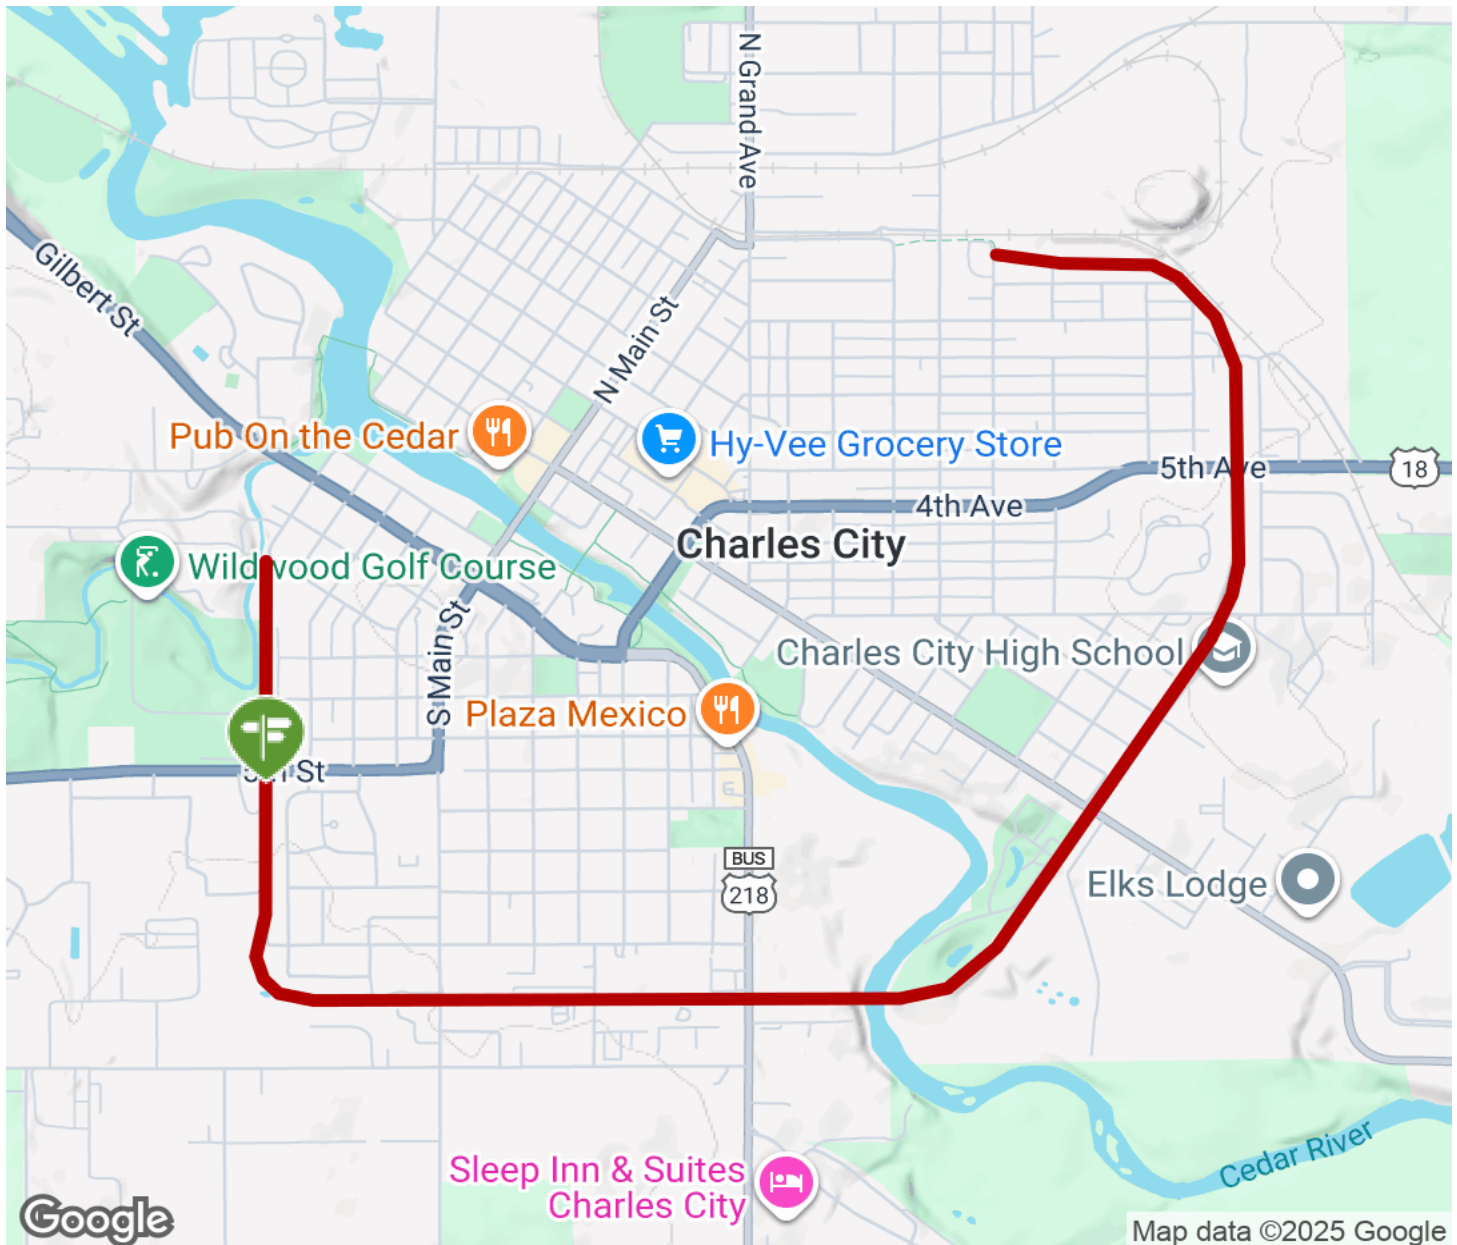 N Grand Ave
Gilbert St
N Main St
Pub On the Cedar
Hy-Vee Grocery Store
5th Ave
18
4th Ave
Charles City
Wildwood Golf Course
S Main St
Charles City High School
Plaza Mexico
5th St
BUS
218
Elks Lodge
Cedar River
Sleep Inn & Suites
Charles City
Google
Map data ©2025 Google